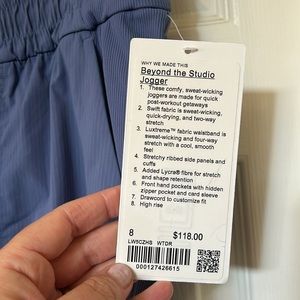 WHY WE MADE THIS
Beyond the Studio
Jogger
1. These comfy, sweat-wicking
joggers are made for quick
post-workout getaways
2. Swift fabric is sweat-wicking,
quick-drying, and two-way
stretch
3. Luxtreme™ fabric waistband is
sweat-wicking and four-way
stretch with a cool, smooth
feel
4. Stretchy ribbed side panels and
cuffs
5. Added Lycra® fibre for stretch
and shape retention
6. Front hand pockets with hidden
zipper pocket and card sleeve
7. Drawcord to customize fit
8. High rise
8 $118.00
LW5CZHS WTDR
000127426615